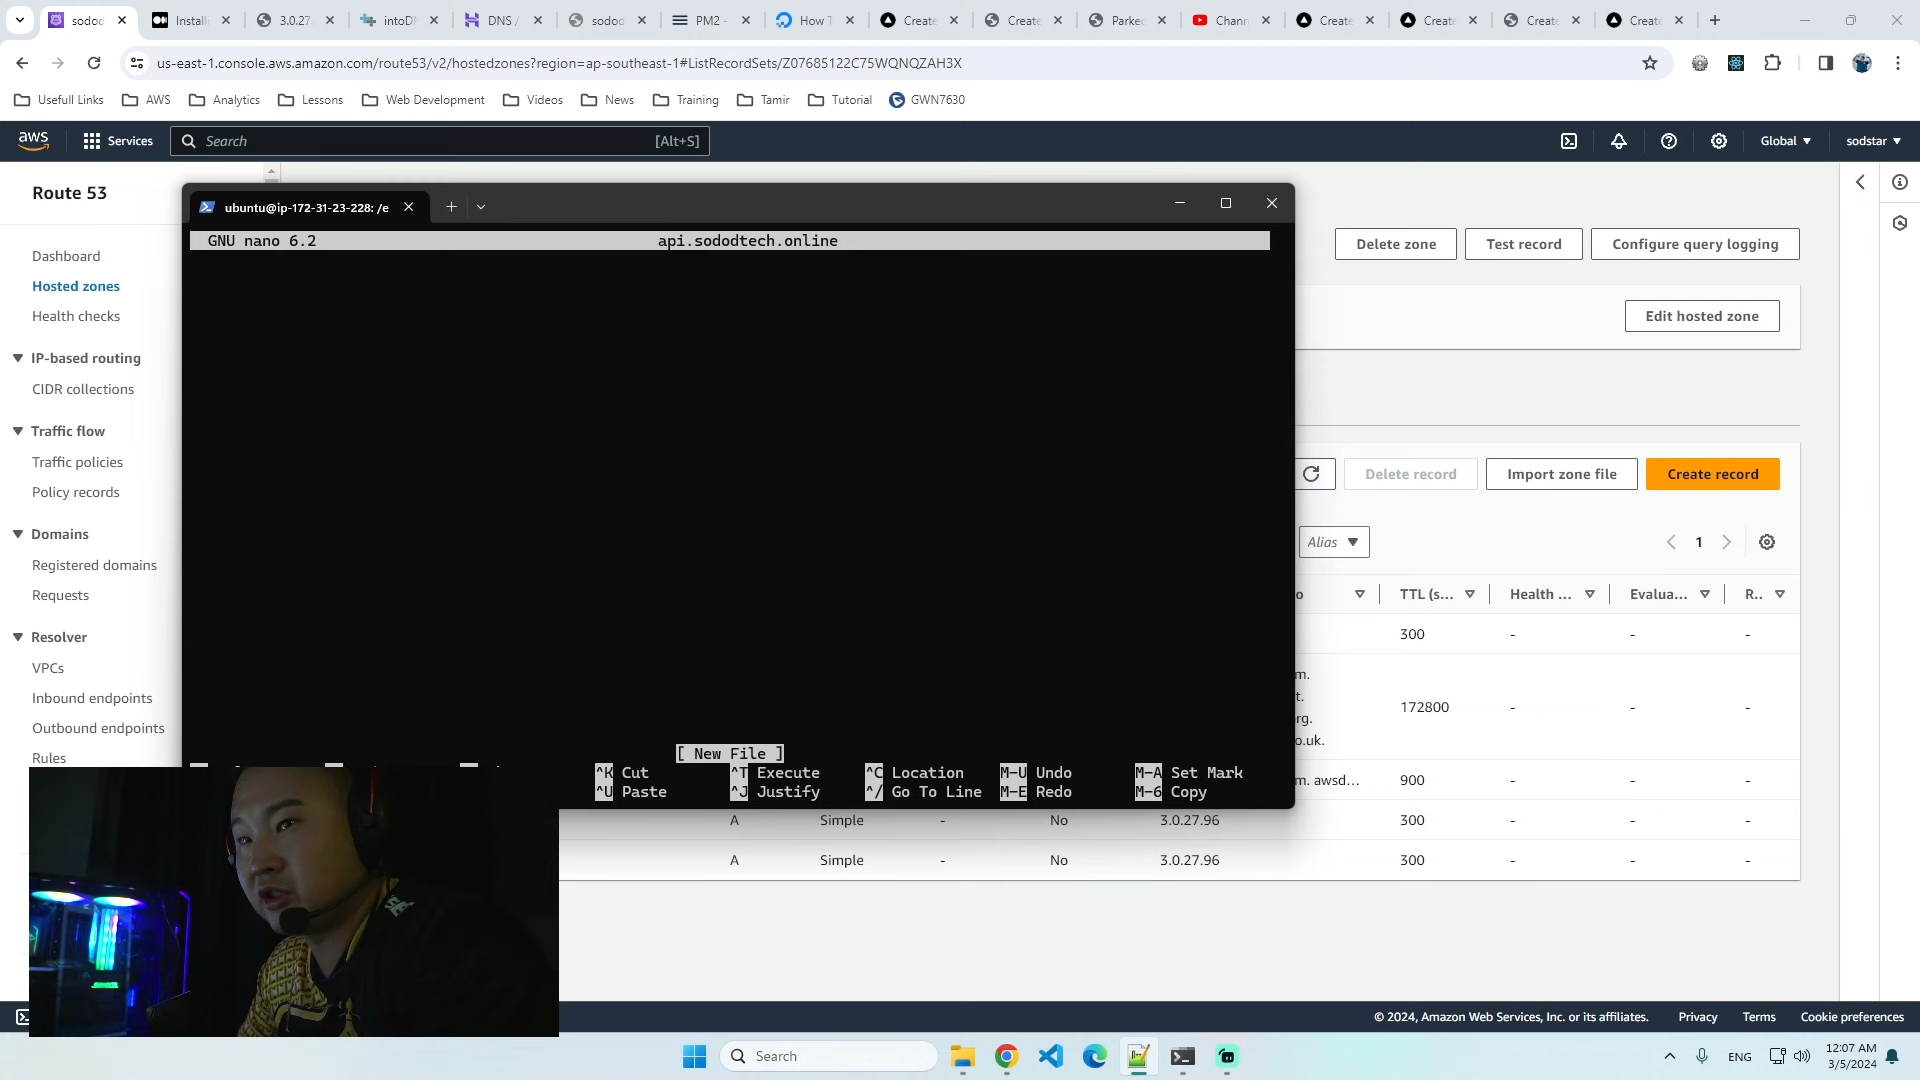 sodod
Install
3.0.27.
intoD
DNS /
sodod
PM2 -
How T
Create
Create
Parke
Chann
Create
Create
Create
Create
us-east-1.console.aws.amazon.com/route53/v2/hostedzones?region=ap-southeast-1#ListRecordSets/Z07685122C75WQNQZAH3X
Usefull Links
AWS
Analytics
Lessons
Web Development
Videos
News
Training
Tamir
Tutorial
GWN7630
aws
Services
Search
[Alt+S]
Global
sodstar
Route 53
Dashboard
Hosted zones
Health checks
IP-based routing
CIDR collections
Traffic flow
Traffic policies
Policy records
Domains
Registered domains
Requests
Resolver
VPCs
Inbound endpoints
Outbound endpoints
Rules
ubuntu@ip-172-31-23-228: /e
GNU nano 6.2
api.sododtech.online
[ New File ]
^K Cut
^T Execute
^C Location
M-U Undo
M-A Set Mark
^U Paste
^J Justify
^/ Go To Line
M-E Redo
M-6 Copy
Delete zone
Test record
Configure query logging
Edit hosted zone
Delete record
Import zone file
Create record
Alias
1
o
TTL (s...
Health ...
Evalua...
R..
300
-
-
-
m.
t.
rg.
o.uk.
172800
-
-
-
m. awsd...
900
-
-
-
A
Simple
-
No
3.0.27.96
300
-
-
-
A
Simple
-
No
3.0.27.96
300
-
-
-
© 2024, Amazon Web Services, Inc. or its affiliates.
Privacy
Terms
Cookie preferences
Search
ENG
12:07 AM
3/5/2024